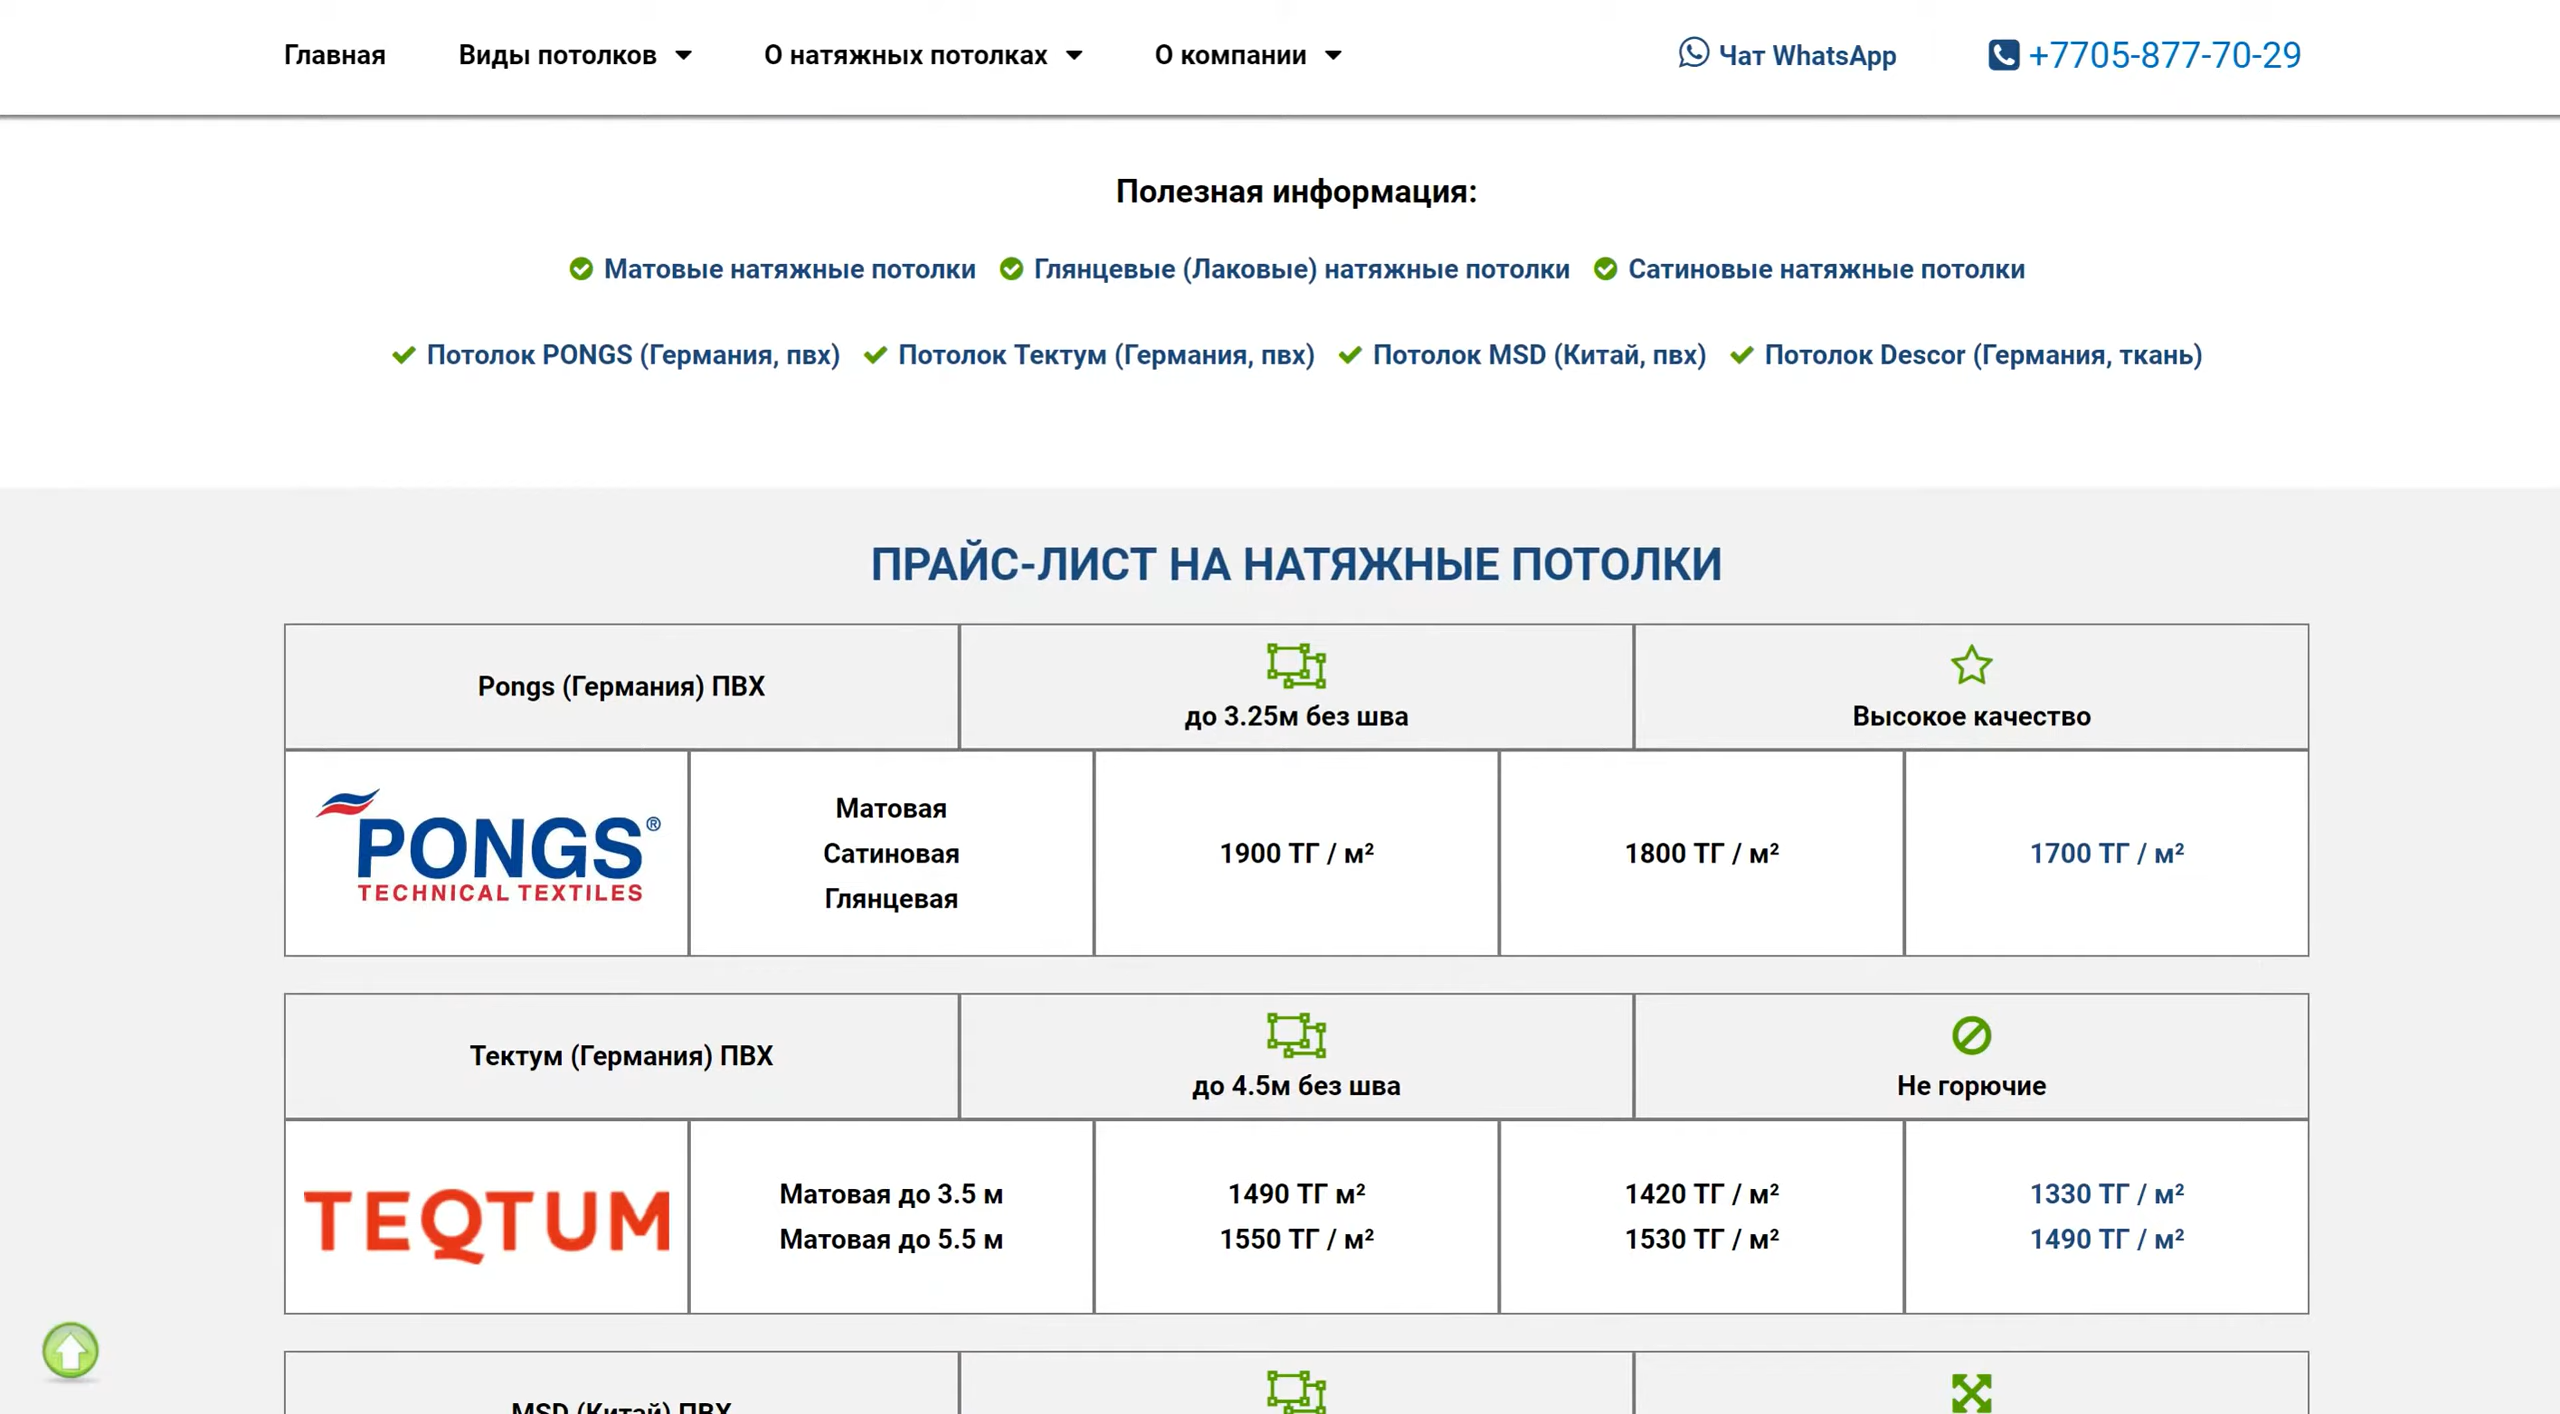 Главная Виды потолков О натяжных потолках О компании Чат WhatsApp +7705-877-70-29
Полезная информация:
Матовые натяжные потолки Глянцевые (Лаковые) натяжные потолки Сатиновые натяжные потолки
Потолок PONGS (Германия, пвх) Потолок Тектум (Германия, пвх) Потолок MSD (Китай, пвх) Потолок Descor (Германия, ткань)
ПРАЙС-ЛИСТ НА НАТЯЖНЫЕ ПОТОЛКИ
Pongs (Германия) ПВХ
до 3.25м без шва
Высокое качество
PONGS®
TECHNICAL TEXTILES
Матовая
Сатиновая
Глянцевая
1900 ТГ / м²
1800 ТГ / м²
1700 ТГ / м²
Тектум (Германия) ПВХ
до 4.5м без шва
Не горючие
TEQTUM
Матовая до 3.5 м
Матовая до 5.5 м
1490 ТГ м²
1550 ТГ / м²
1420 ТГ / м²
1530 ТГ / м²
1330 ТГ / м²
1490 ТГ / м²
MSD (Китай) ПВХ